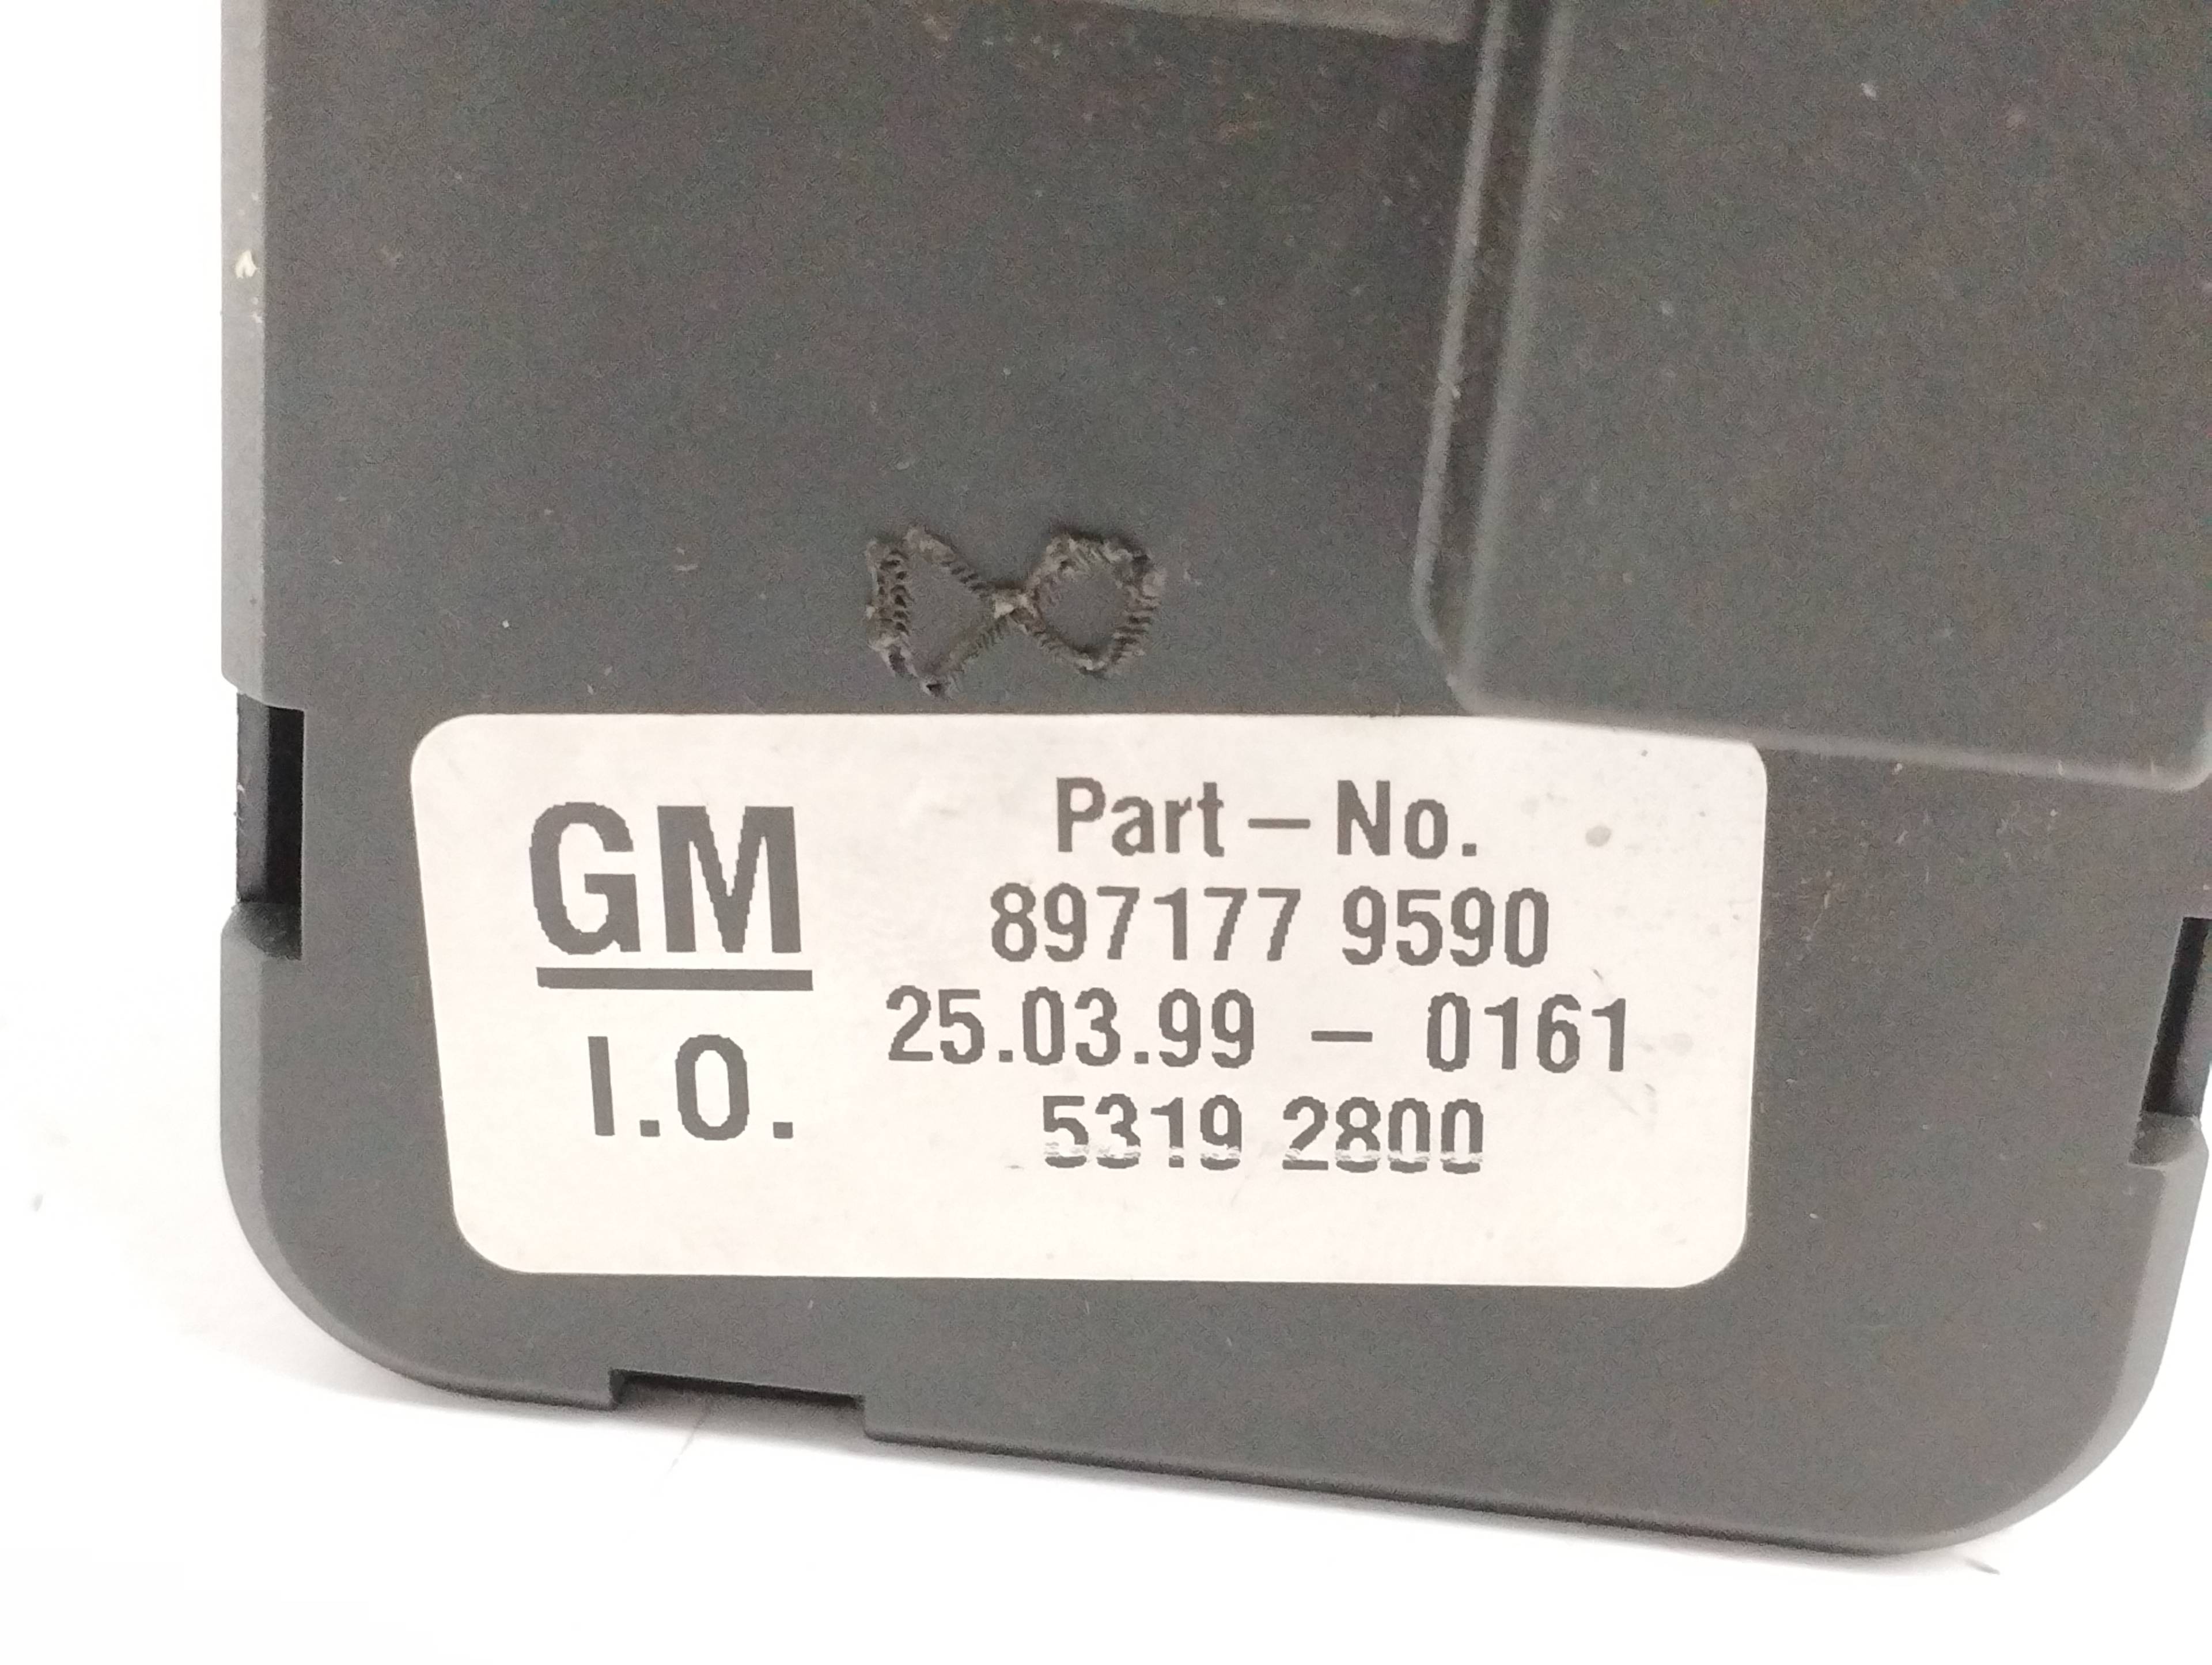 GM
I.O.
Part-No.
897177 9590
25.03.99 - 0161
5319 2800